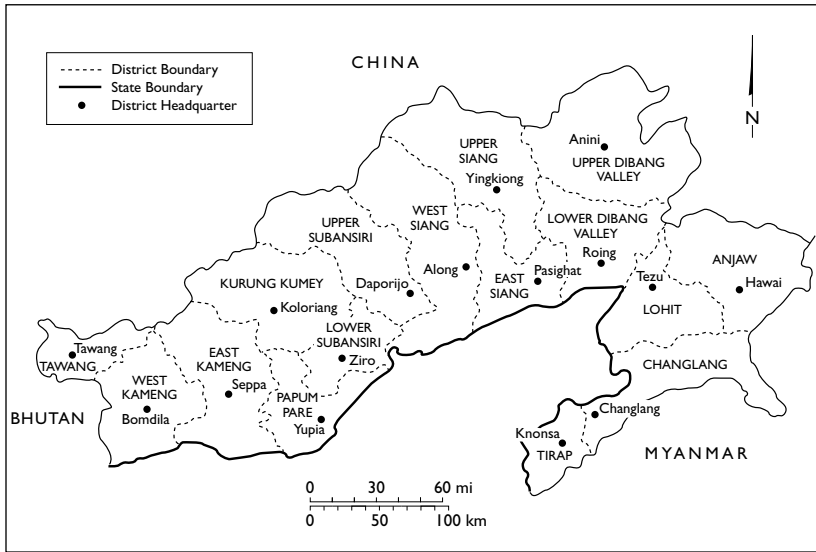 District Boundary
State Boundary
District Headquarter
CHINA
N
Anini
UPPER DIBANG
VALLEY
UPPER
SIANG
Yingkiong
WEST
SIANG
LOWER DIBANG
VALLEY
Roing
UPPER
SUBANSIRI
ANJAW
Hawai
Along
EAST
SIANG
Pasighat
Tezu
LOHIT
Daporijo
KURUNG KUMEY
Koloriang
LOWER
SUBANSIRI
Ziro
Tawang
TAWANG
WEST
KAMENG
Bomdila
EAST
KAMENG
Seppa
PAPUM
PARE
Yupia
CHANGLANG
Changlang
Knonsa
TIRAP
BHUTAN
MYANMAR
0 30 60 mi
0 50 100 km